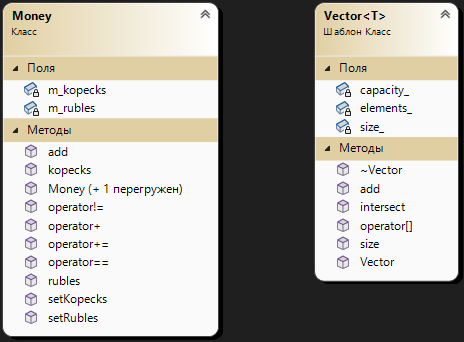 Money
Класс
Поля
m_kopecks
m_rubles
Методы
add
kopecks
Money (+ 1 перегружен)
operator!=
operator+
operator+=
operator==
rubles
setKopecks
setRubles
Vector<T>
Шаблон Класс
Поля
capacity_
elements_
size_
Методы
~Vector
add
intersect
operator[]
size
Vector